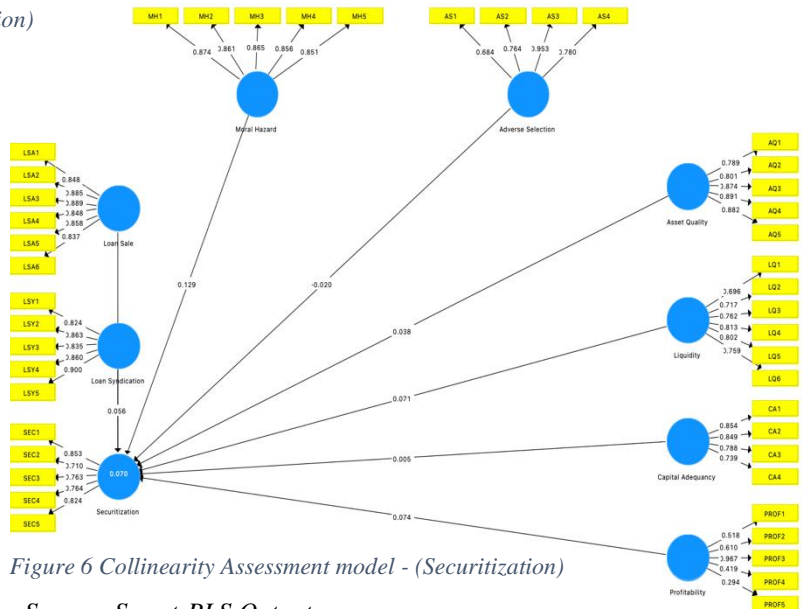 ion)
MH1 MH2 MH3 MH4 MH5
0.874 0.861 0.865 0.856 0.851
Moral Hazard
AS1 AS2 AS3 AS4
0.684 0.764 0.953 0.780
Adverse Selection
LSA1
LSA2
LSA3
LSA4
LSA5
LSA6
0.848
0.885
0.889
0.848
0.858
0.837
Loan Sale
LSY1
LSY2
LSY3
LSY4
LSY5
0.824
0.863
0.835
0.860
0.900
Loan Syndication
SEC1
SEC2
SEC3
SEC4
SEC5
0.853
0.710
0.763
0.764
0.824
0.070
Securitization
AQ1
AQ2
AQ3
AQ4
AQ5
0.789
0.801
0.874
0.891
0.882
Asset Quality
LQ1
LQ2
LQ3
LQ4
LQ5
LQ6
0.696
0.717
0.762
0.813
0.802
0.759
Liquidity
CA1
CA2
CA3
CA4
0.854
0.849
0.788
0.739
Capital Adequancy
PROF1
PROF2
PROF3
PROF4
PROF5
0.518
0.610
0.967
0.419
0.294
Profitability
0.129
-0.020
0.038
0.071
0.005
0.074
0.056
Figure 6 Collinearity Assessment model - (Securitization)